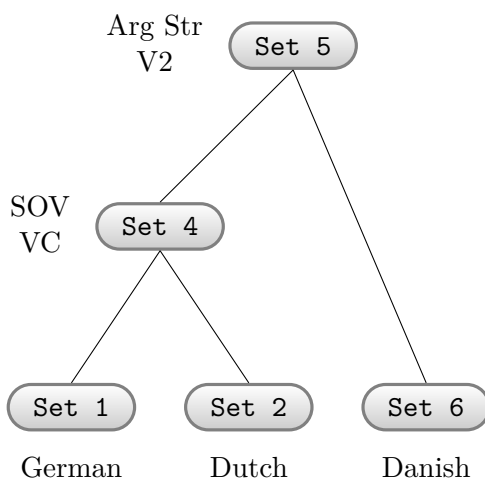 Arg Str
V2
Set 5
SOV
VC
Set 4
Set 1
Set 2
Set 6
German
Dutch
Danish